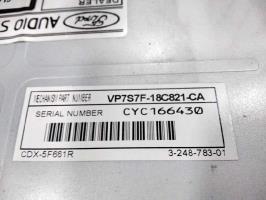 DEALER
Ford
AUDIO S
MECHANISM PART NUMBER VP7S7F-18C821-CA
SERIAL NUMBER CYC166430
CDX-5F661R 3-248-783-01